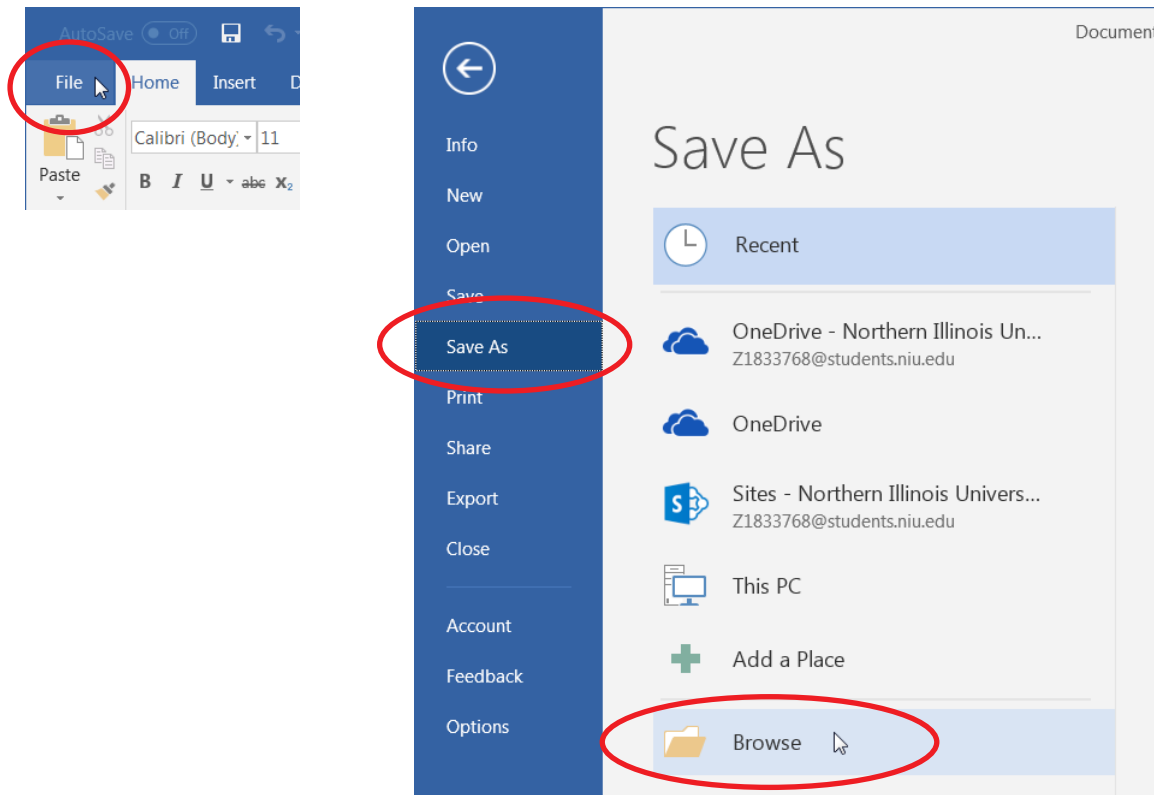 AutoSave Off
File Home Insert D
Calibri (Body) 11
Paste
B I U abc X₂
Document
Info
New
Open
Save
Save As
Print
Share
Export
Close
Account
Feedback
Options
Save As
Recent
OneDrive - Northern Illinois Un...
Z1833768@students.niu.edu
OneDrive
Sites - Northern Illinois Univers...
Z1833768@students.niu.edu
This PC
Add a Place
Browse